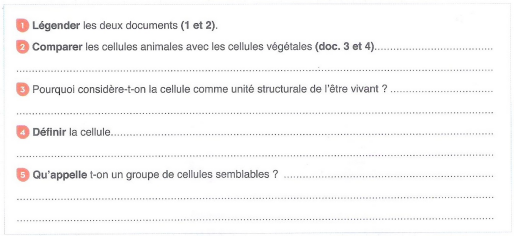 1 Légender les deux documents (1 et 2).
2 Comparer les cellules animales avec les cellules végétales (doc. 3 et 4)..............................
................................................................................
3 Pourquoi considère-t-on la cellule comme unité structurale de l'être vivant ? ..........................
................................................................................
4 Définir la cellule................................................................................
................................................................................
5 Qu'appelle t-on un groupe de cellules semblables ? ......................................................
................................................................................
................................................................................